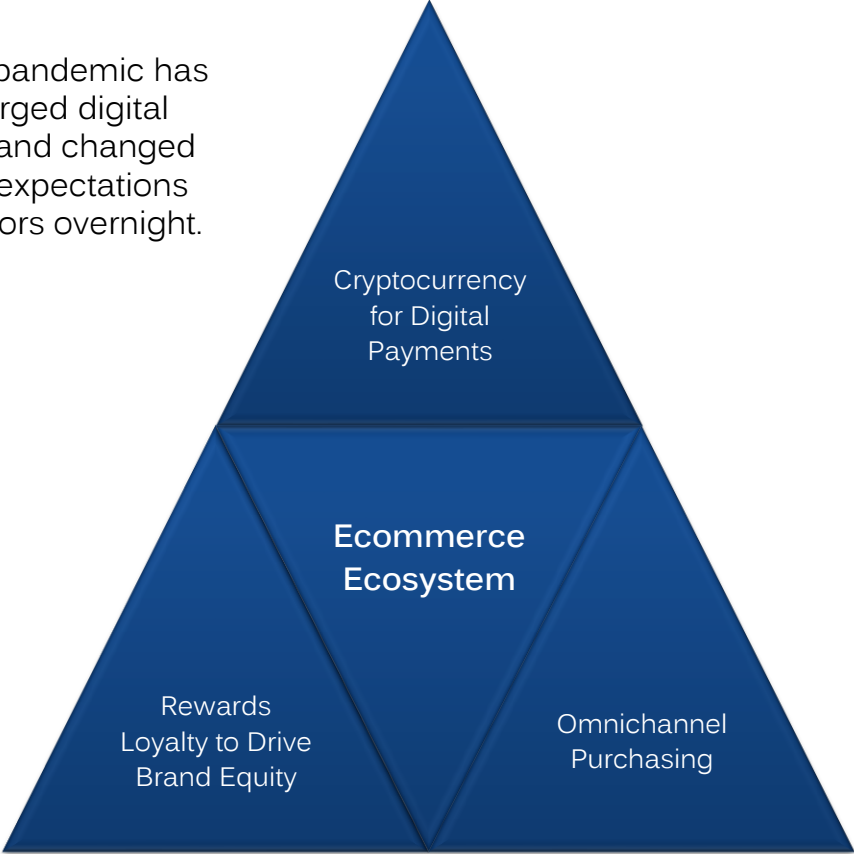 pandemic has
rged digital
and changed
expectations
ors overnight.
Cryptocurrency
for Digital
Payments
Ecommerce
Ecosystem
Rewards
Loyalty to Drive
Brand Equity
Omnichannel
Purchasing